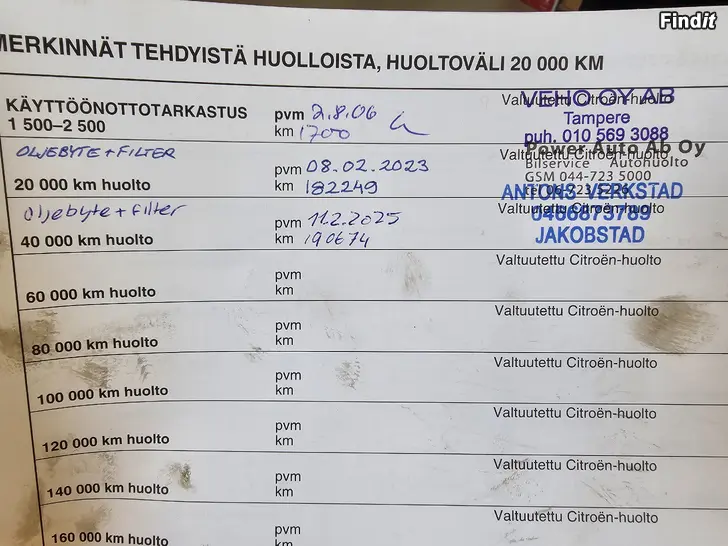 Findit
MERKINNÄT TEHDYISTÄ HUOLLOISTA, HUOLTOVÄLI 20 000 KM
KÄYTTÖÖNOTTOTARKASTUS
1 500–2 500
pvm 2.8.06
km 1700
Valtuutettu Citroën-huolto
VEHO OY AB
Tampere
puh. 010 569 3088
OLJEBYTE + FILTER
20 000 km huolto
pvm 08.02.2023
km 182249
Valtuutettu Citroën-huolto
Power Auto Ab Oy
Bilservice Autohuolto
GSM 044-723 5000
oljebyte + filter
40 000 km huolto
pvm 11.2.2025
km 190674
Valtuutettu Citroën-huolto
ANTONS VERKSTAD
JAKOBSTAD
60 000 km huolto
pvm
km
Valtuutettu Citroën-huolto
80 000 km huolto
pvm
km
Valtuutettu Citroën-huolto
100 000 km huolto
pvm
km
Valtuutettu Citroën-huolto
120 000 km huolto
pvm
km
Valtuutettu Citroën-huolto
140 000 km huolto
pvm
km
Valtuutettu Citroën-huolto
160 000 km huolto
pvm
km
Valtuutettu Citroën-huolto